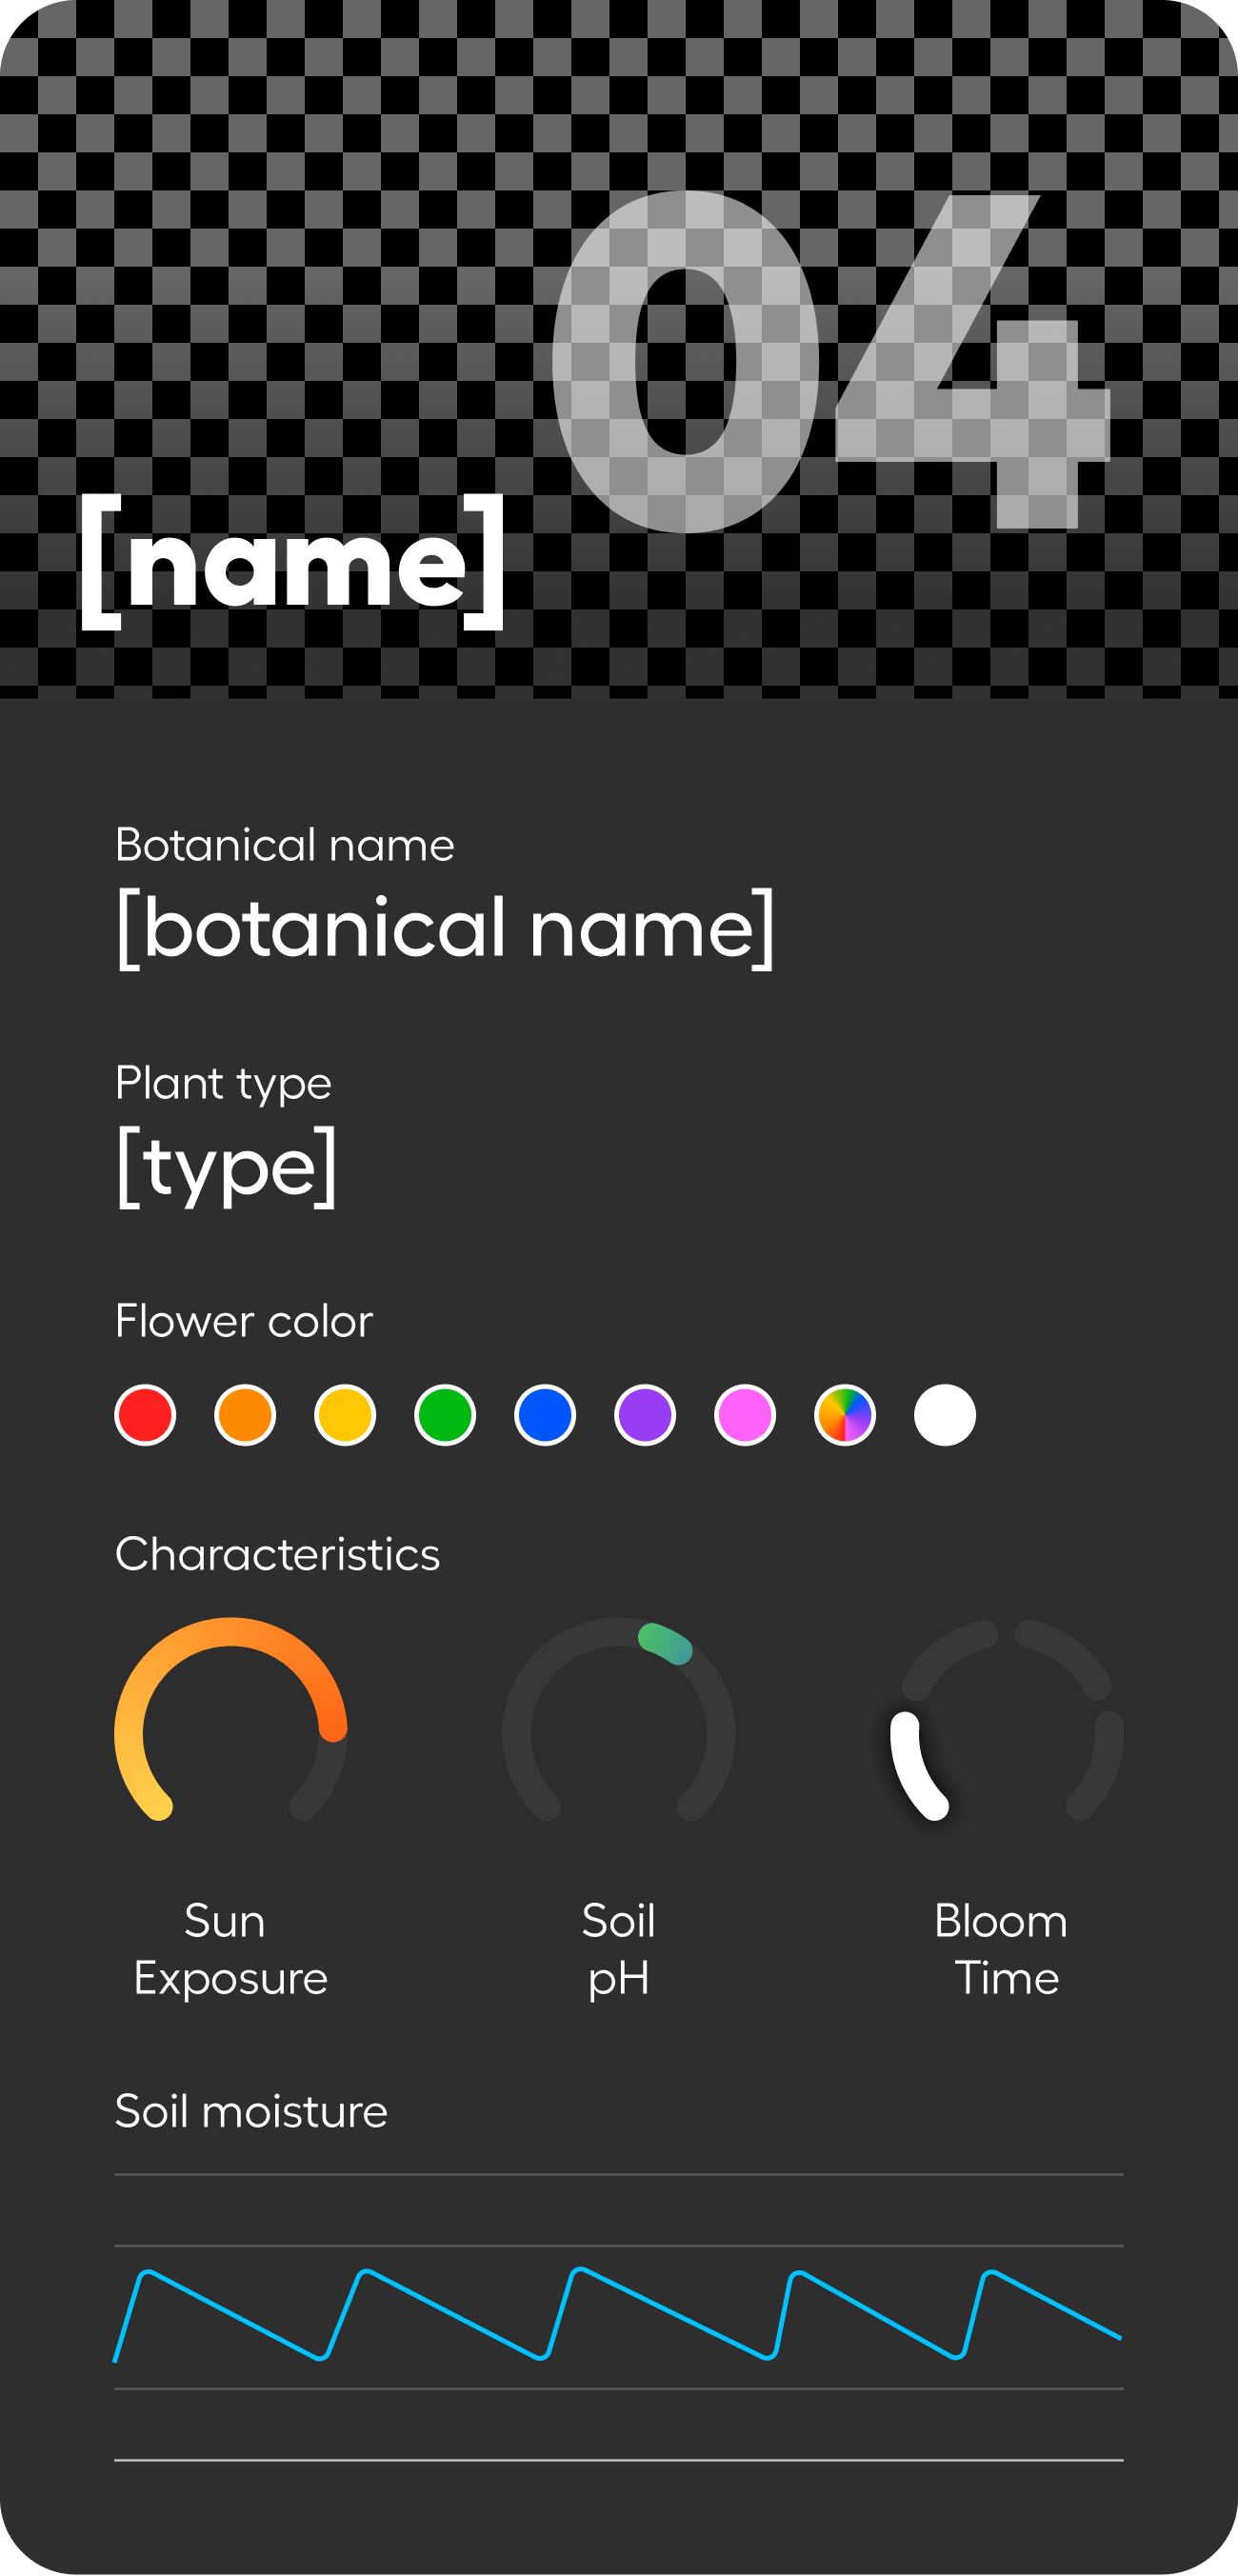 04
[name]
Botanical name
[botanical name]
Plant type
[type]
Flower color
Characteristics
Sun
Exposure
Soil
pH
Bloom
Time
Soil moisture